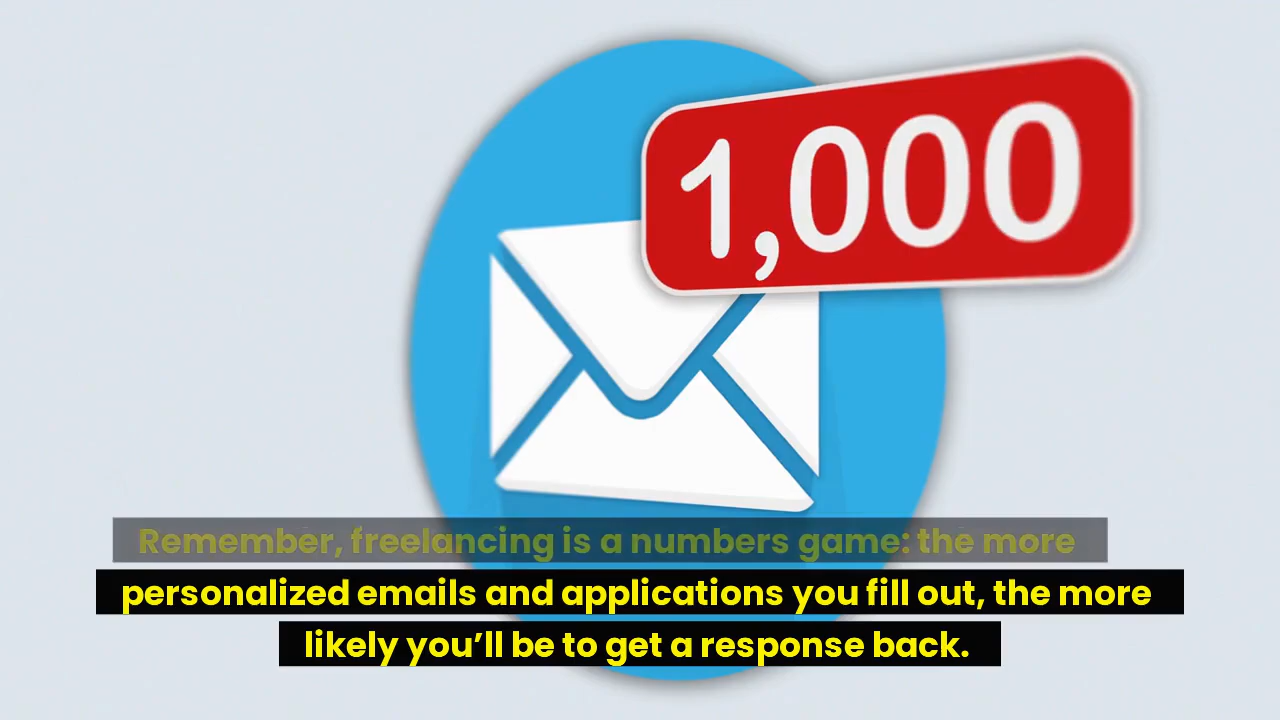 1,000
Remember, freelancing is a numbers game: the more
personalized emails and applications you fill out, the more
likely you’ll be to get a response back.